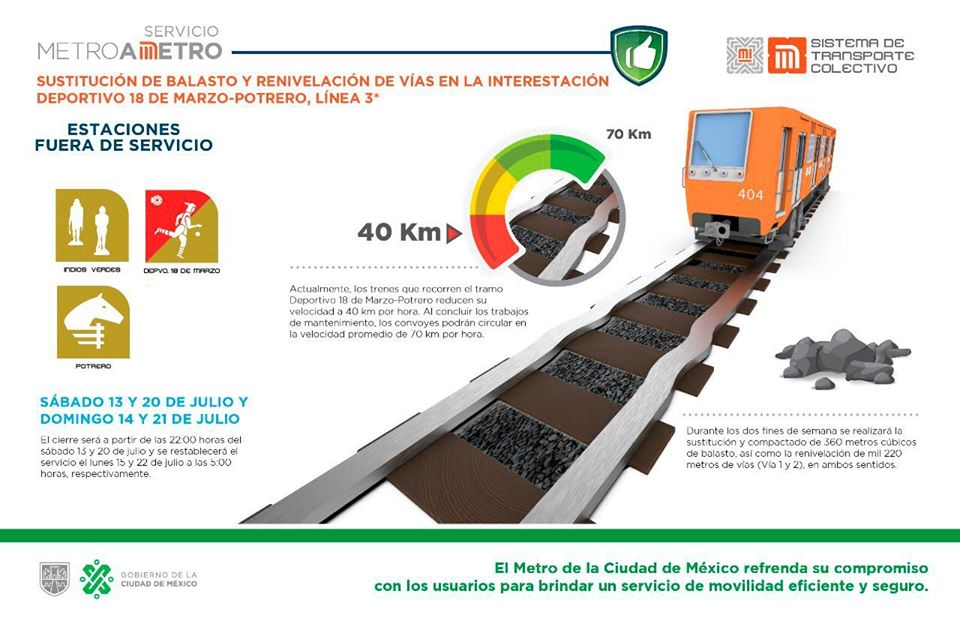 SERVICIO
METROAMETRO
SUSTITUCIÓN DE BALASTO Y RENIVELACIÓN DE VÍAS EN LA INTERESTACIÓN
DEPORTIVO 18 DE MARZO-POTRERO, LÍNEA 3*
SISTEMA DE
TRANSPORTE
COLECTIVO
ESTACIONES
FUERA DE SERVICIO
INDIOS VERDES
DEPVO. 18 DE MARZO
POTRERO
70 Km
40 Km
404
Actualmente, los trenes que recorren el tramo
Deportivo 18 de Marzo-Potrero reducen su
velocidad a 40 km por hora. Al concluir los trabajos
de mantenimiento, los convoyes podrán circular en
la velocidad promedio de 70 km por hora.
SÁBADO 13 Y 20 DE JULIO Y
DOMINGO 14 Y 21 DE JULIO
El cierre será a partir de las 22:00 horas del
sábado 13 y 20 de julio y se restablecerá el
servicio el lunes 15 y 22 de julio a las 5:00
horas, respectivamente.
Durante los dos fines de semana se realizará la
sustitución y compactado de 360 metros cúbicos
de balasto, así como la renivelación de mil 220
metros de vías (Vía 1 y 2), en ambos sentidos.
GOBIERNO DE LA
CIUDAD DE MÉXICO
El Metro de la Ciudad de México refrenda su compromiso
con los usuarios para brindar un servicio de movilidad eficiente y seguro.